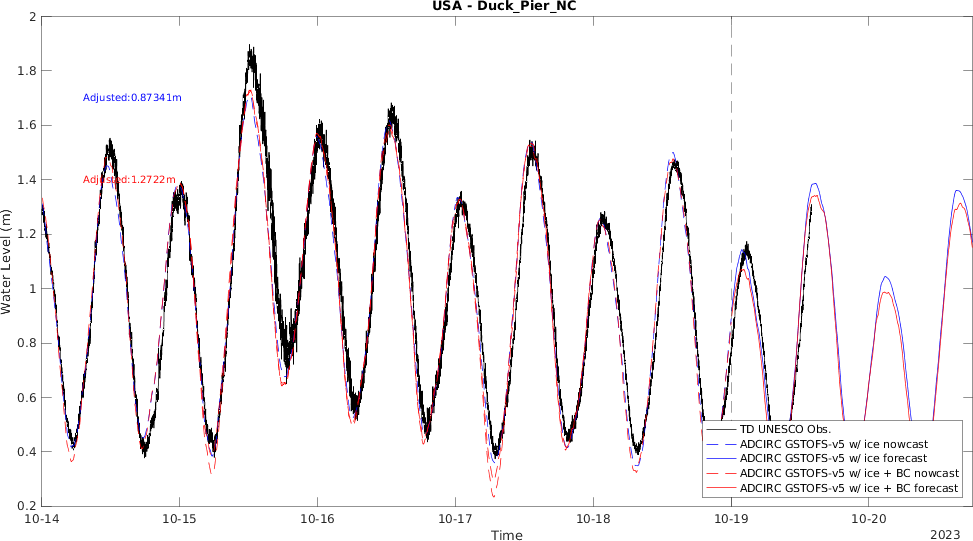 USA - Duck_Pier_NC
2
1.8
1.6
1.4
1.2
1
0.8
0.6
0.4
0.2
Water Level (m)
Adjusted:0.87341m
Adjusted:1.2722m
TD UNESCO Obs.
ADCIRC GSTOFS-v5 w/ ice nowcast
ADCIRC GSTOFS-v5 w/ ice forecast
ADCIRC GSTOFS-v5 w/ ice + BC nowcast
ADCIRC GSTOFS-v5 w/ ice + BC forecast
10-14 10-15 10-16 10-17 10-18 10-19 10-20
Time
2023